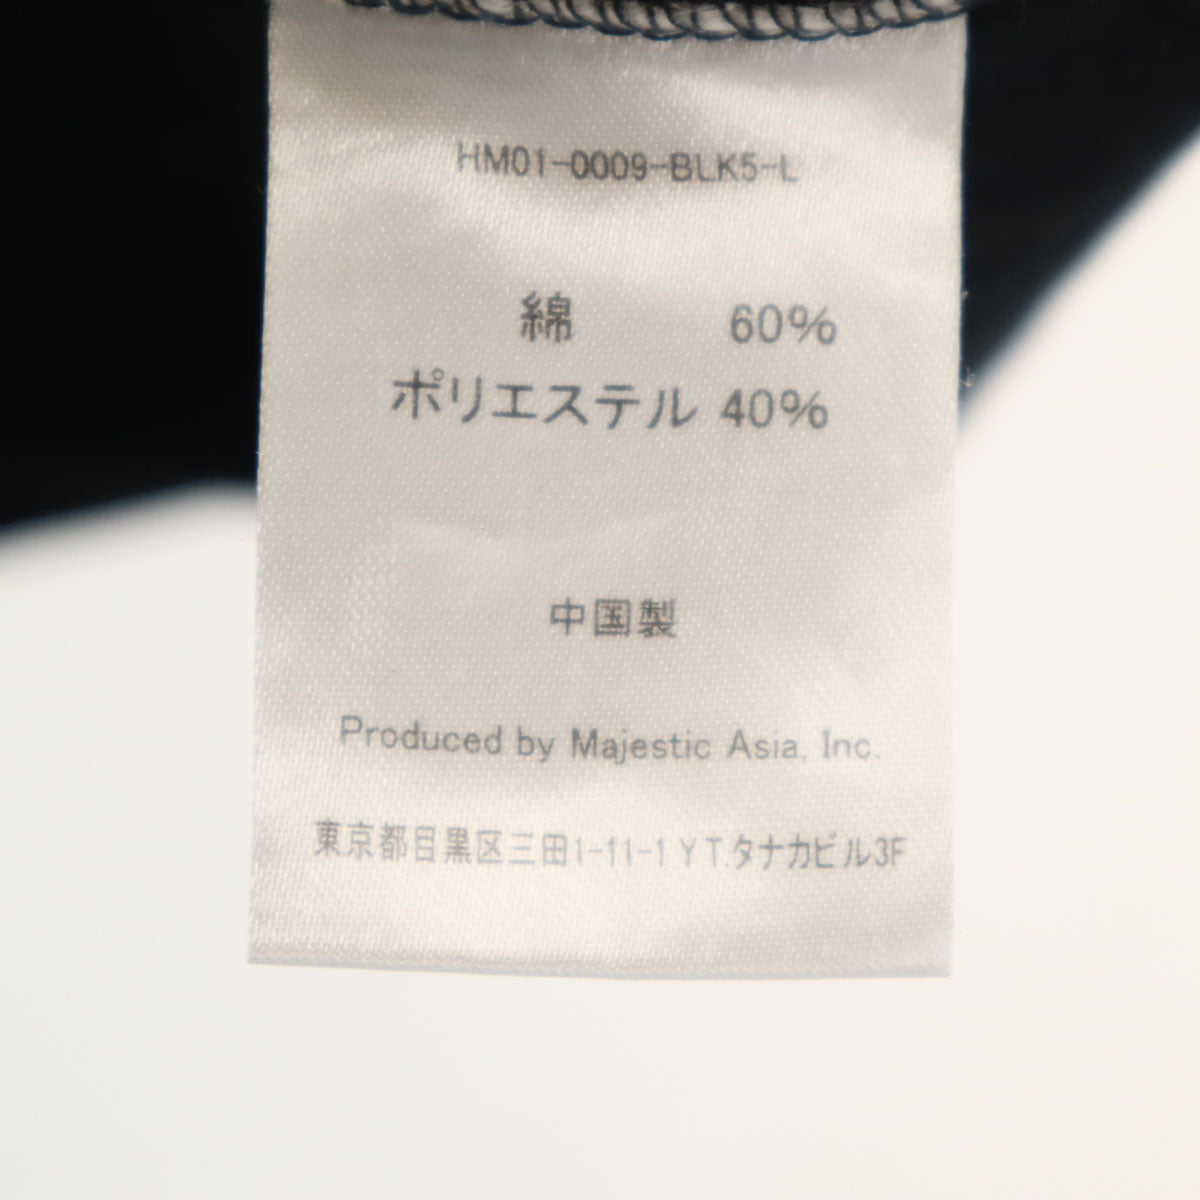 HM01-0009-BLK5-L
綿 60%
ポリエステル 40%
中国製
Produced by Majestic Asia, Inc.
東京都目黒区三田1-11-1 Y.T.タナカビル3F